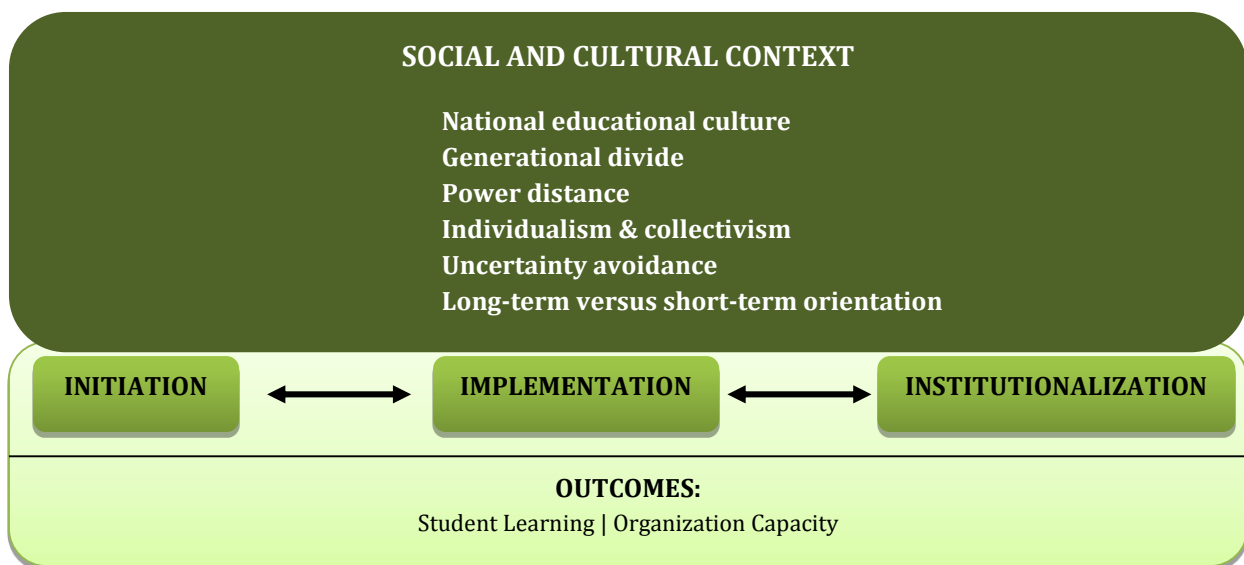 SOCIAL AND CULTURAL CONTEXT
National educational culture
Generational divide
Power distance
Individualism & collectivism
Uncertainty avoidance
Long-term versus short-term orientation
INITIATION
IMPLEMENTATION
INSTITUTIONALIZATION
OUTCOMES:
Student Learning | Organization Capacity